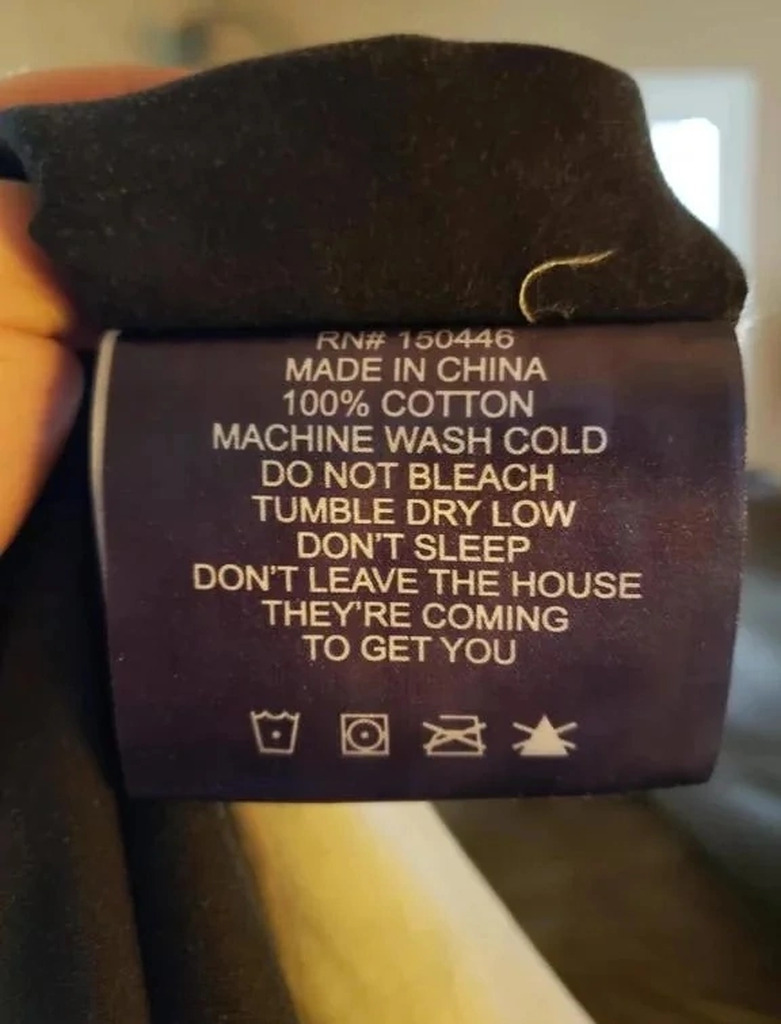 RN# 150446
MADE IN CHINA
100% COTTON
MACHINE WASH COLD
DO NOT BLEACH
TUMBLE DRY LOW
DON'T SLEEP
DON'T LEAVE THE HOUSE
THEY'RE COMING
TO GET YOU